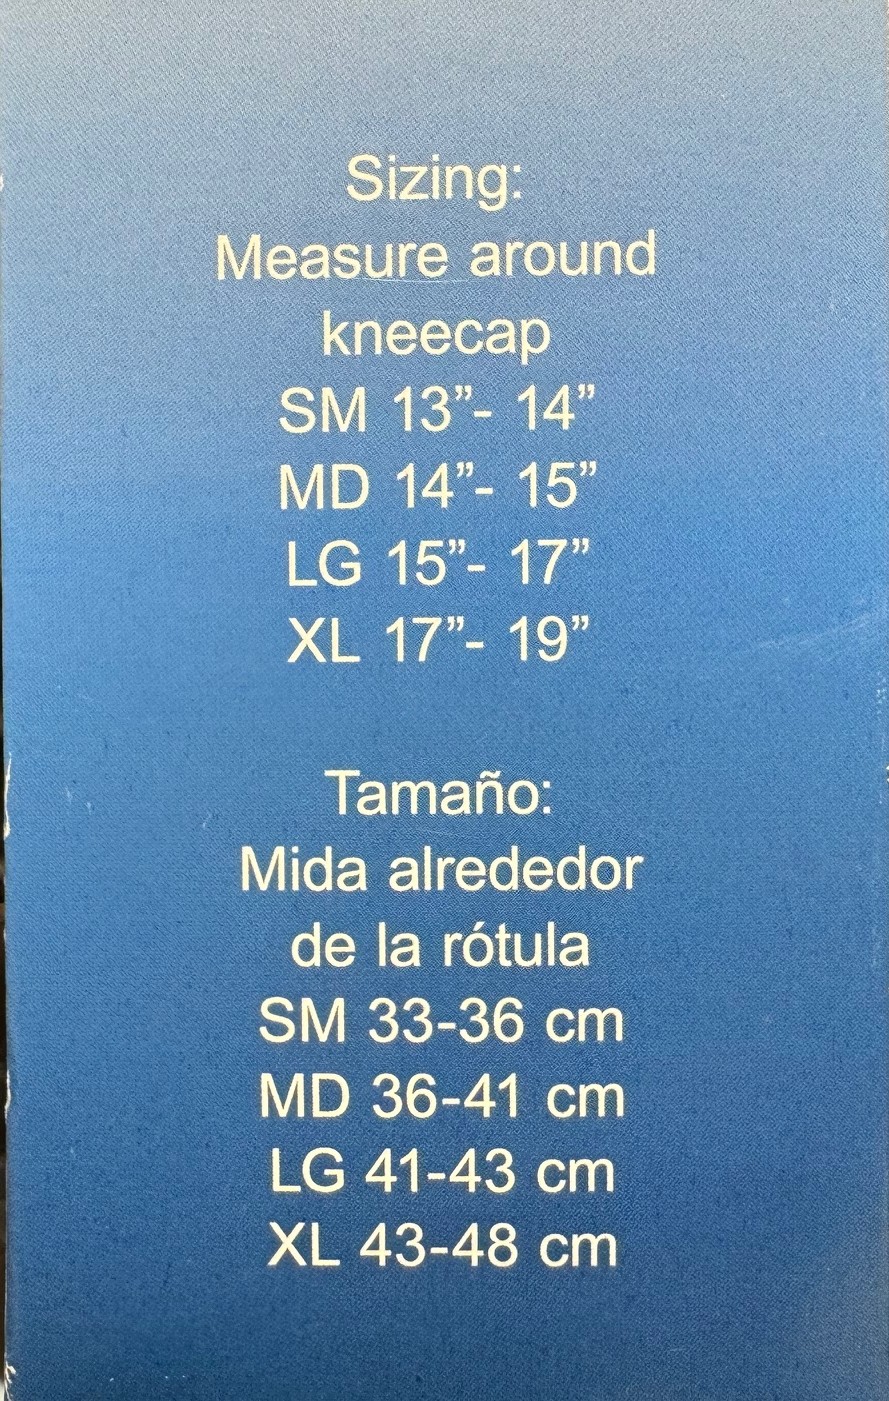 Sizing:
Measure around
kneecap
SM 13”- 14”
MD 14”- 15”
LG 15”- 17”
XL 17”- 19”
Tamaño:
Mida alrededor
de la rótula
SM 33-36 cm
MD 36-41 cm
LG 41-43 cm
XL 43-48 cm